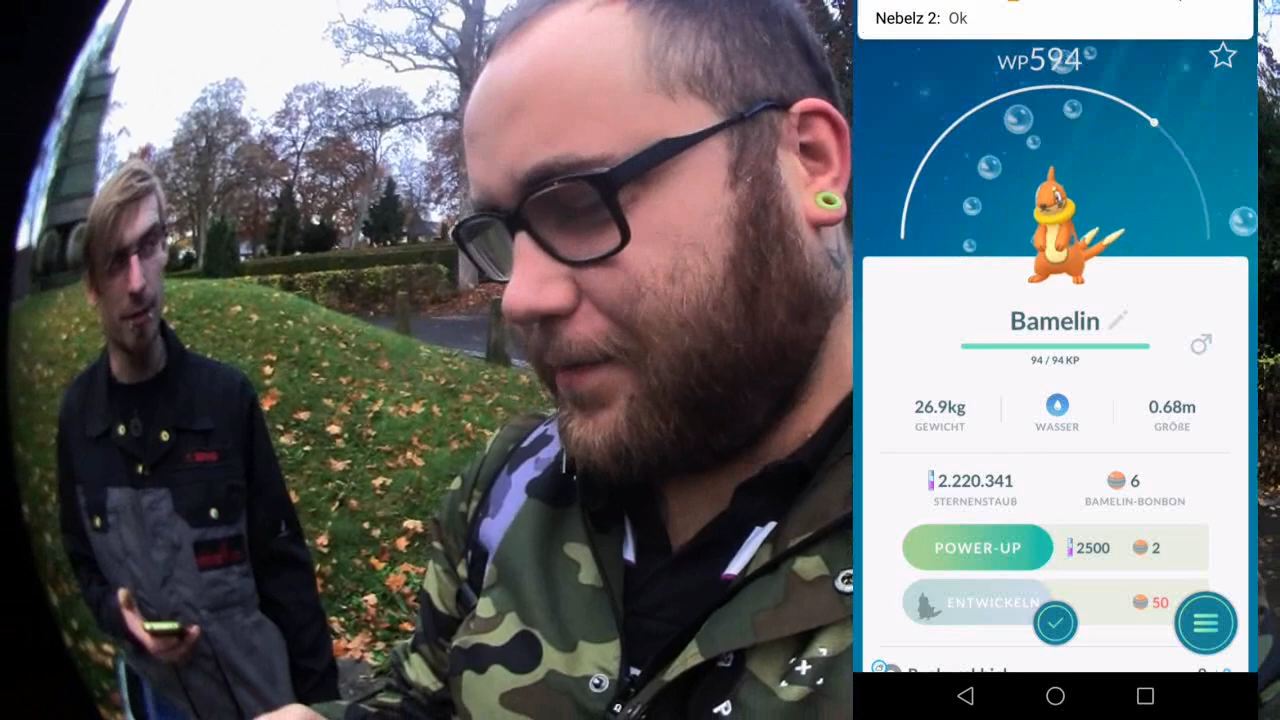 Nebelz 2: Ok
WP594
Bamelin
94 / 94 KP
26.9kg
GEWICHT
WASSER
0.68m
GRÖßE
2.220.341
STERNENSTAUB
6
BAMELIN-BONBON
POWER-UP
2500
2
ENTWICKELN
50